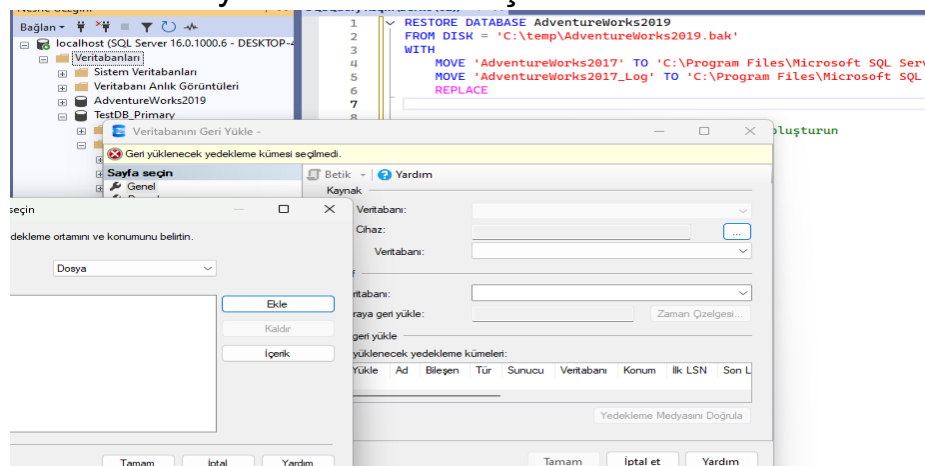 Bağlan
localhost (SQL Server 16.0.1000.6 - DESKTOP-
Veritabanları
Sistem Veritabanları
Veritabanı Anlık Görüntüleri
AdventureWorks2019
TestDB_Primary
1 RESTORE DATABASE AdventureWorks2019
2 FROM DISK = 'C:\temp\AdventureWorks2019.bak'
3 WITH
4 MOVE 'AdventureWorks2017' TO 'C:\Program Files\Microsoft SQL Serv
5 MOVE 'AdventureWorks2017_Log' TO 'C:\Program Files\Microsoft SQL
6 REPLACE
7
8
oluşturun
Veritabanını Geri Yükle -
Geri yüklenecek yedekleme kümesi seçilmedi.
Sayfa seçin
Genel
Betik
Yardım
Kaynak
Veritabanı:
Cihaz:
...
Veritabanı:
ritabanı:
raya geri yükle:
Zaman Çizelgesi...
geri yükle
yüklenecek yedekleme kümeleri:
Yükle Ad Bileşen Tür Sunucu Veritabanı Konum İlk LSN Son L
Yedekleme Medyasını Doğrula
Tamam İptal et Yardım
seçin
dekleme ortamını ve konumunu belirtin.
Dosya
Ekle
Kaldır
İçerik
Tamam İptal Yardım